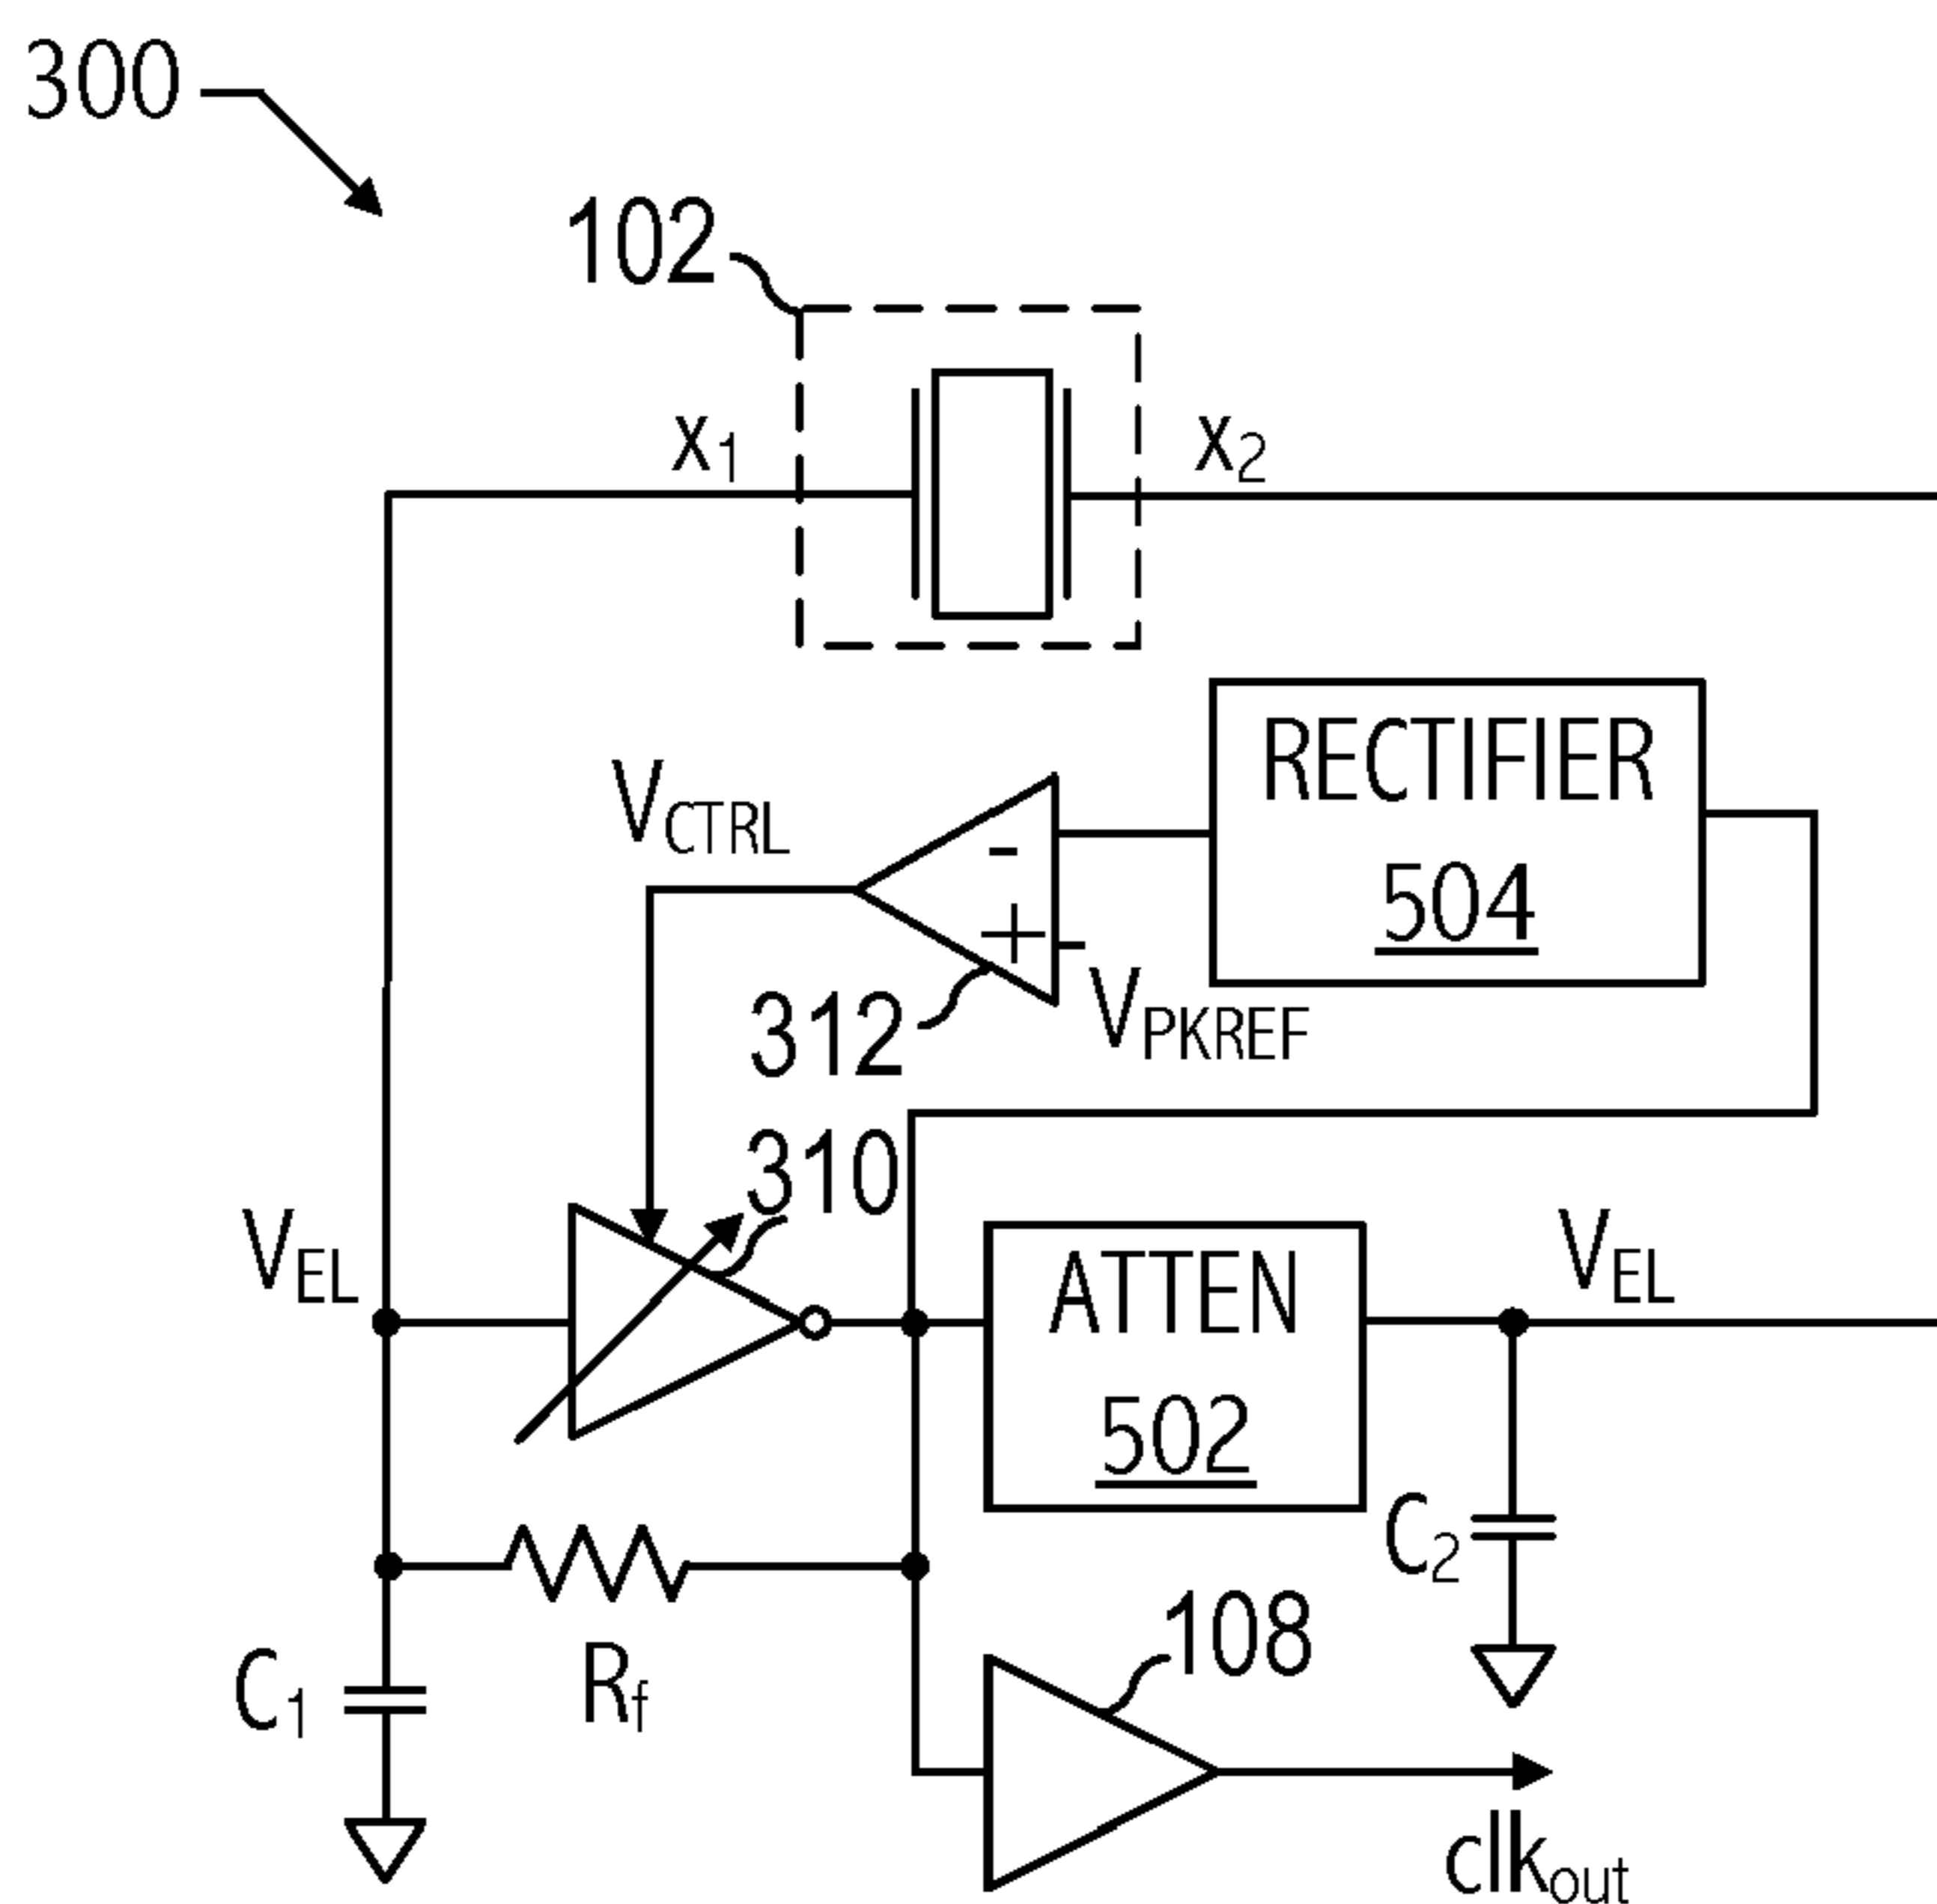 300
102
x1
x2
RECTIFIER
504
VCTRL
-
+
VPKREF
312
310
VEL
ATTEN
502
VEL
C2
108
C1
Rf
clkout